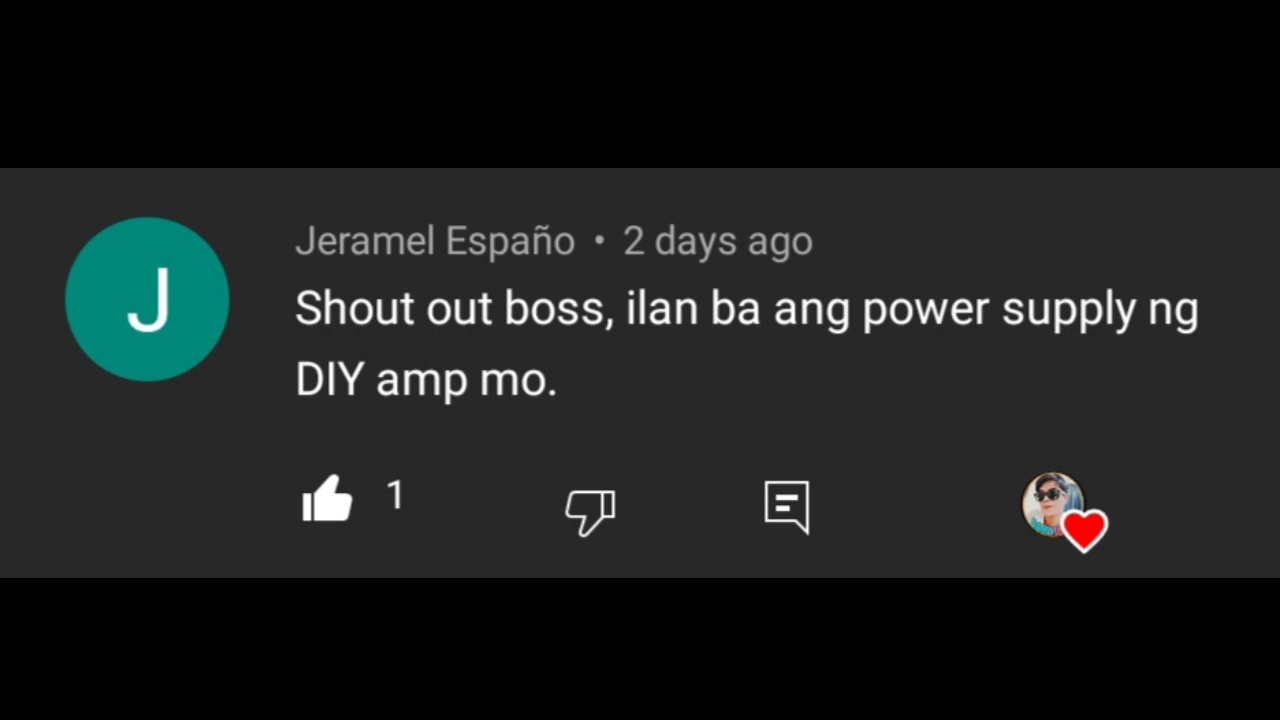 J
Jeramel Españo • 2 days ago
Shout out boss, ilan ba ang power supply ng
DIY amp mo.
1